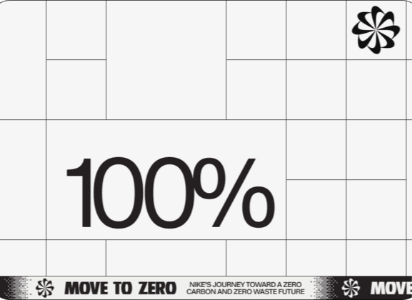 100%
MOVE TO ZERO
NIKE'S JOURNEY TOWARD A ZERO
CARBON AND ZERO WASTE FUTURE
MOVE